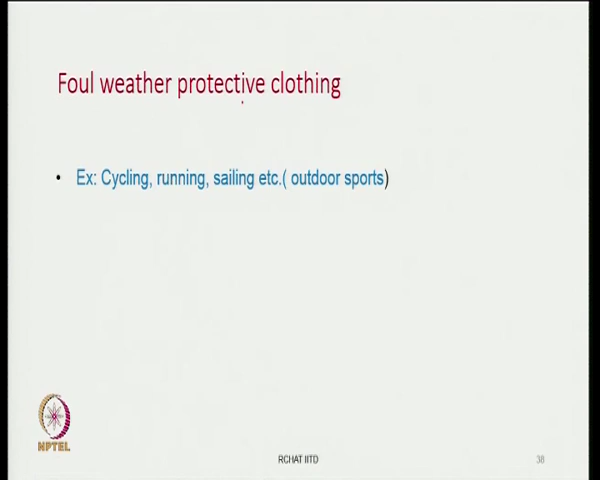 Foul weather protective clothing
• Ex: Cycling, running, sailing etc.( outdoor sports)
NPTEL
RCHAT IITD
38